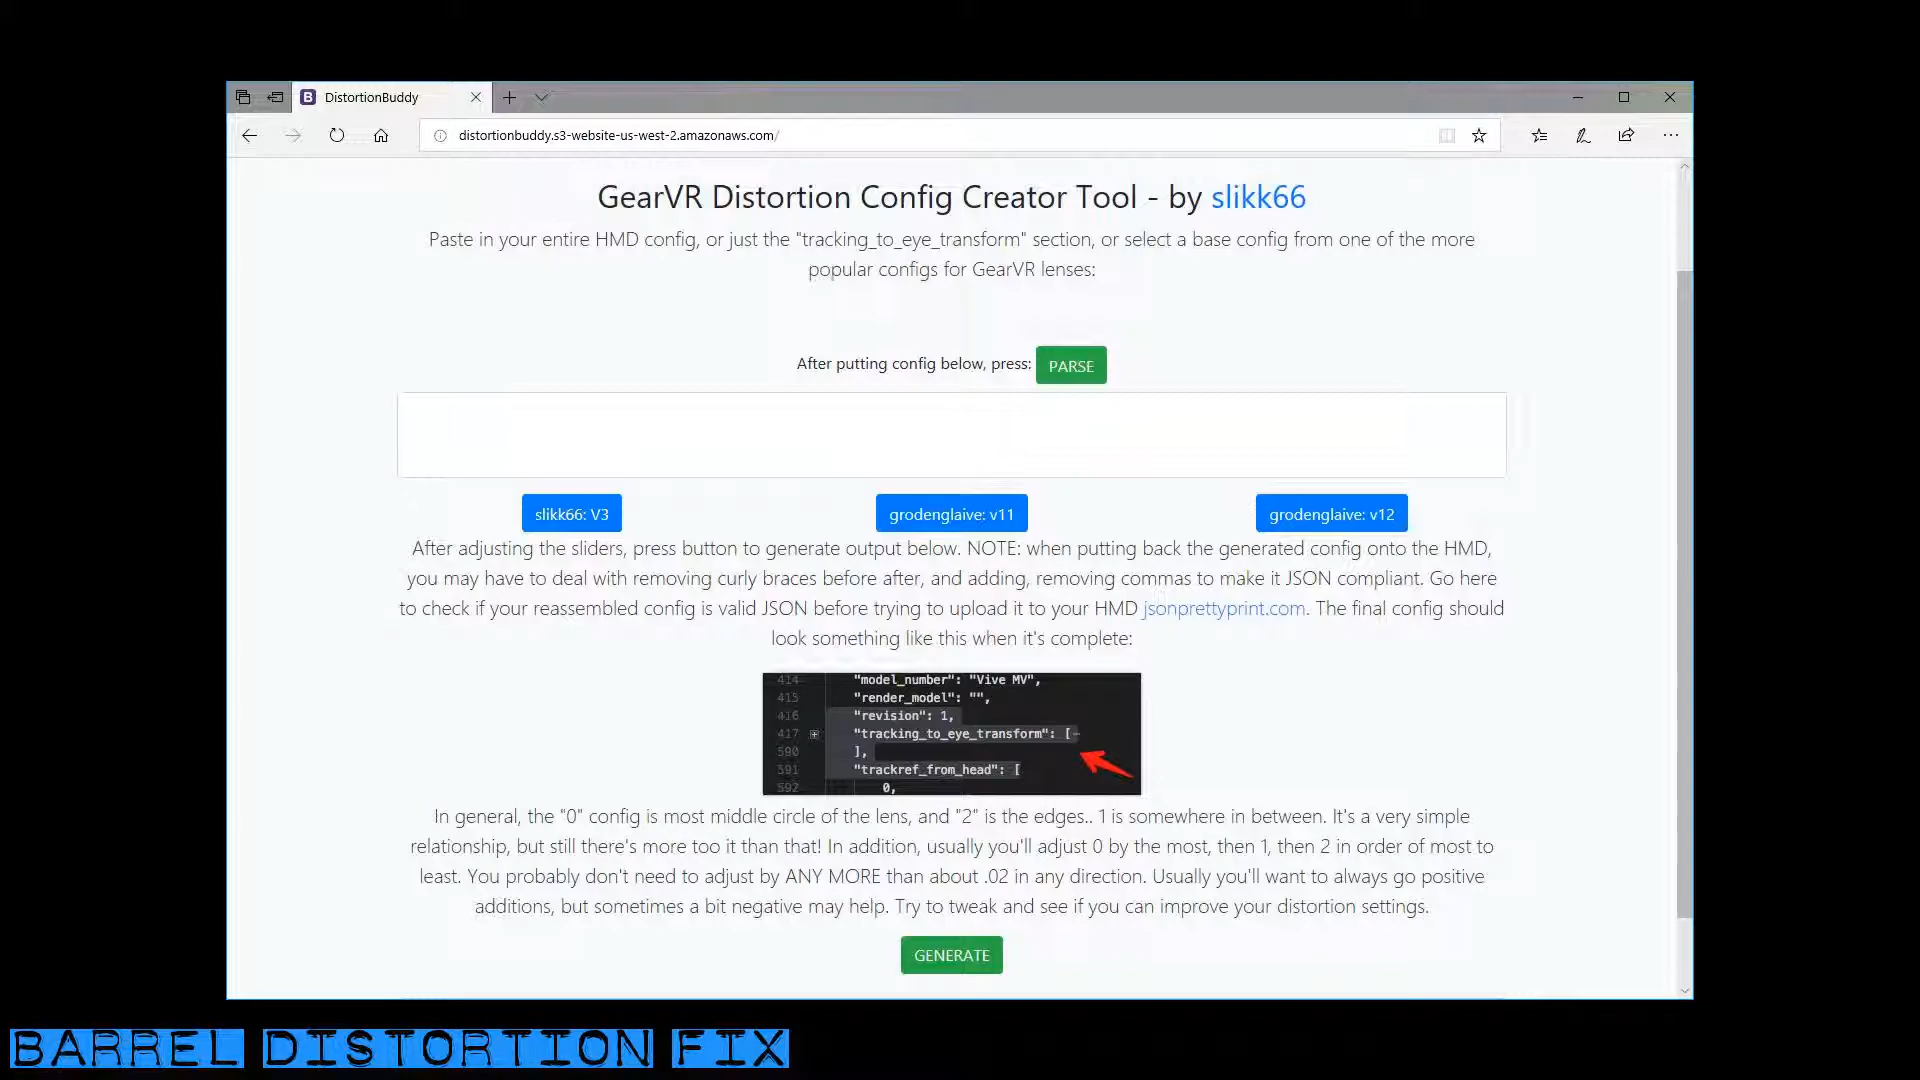 DistortionBuddy
distortionbuddy.s3-website-us-west-2.amazonaws.com/
GearVR Distortion Config Creator Tool - by slikk66
Paste in your entire HMD config, or just the "tracking_to_eye_transform" section, or select a base config from one of the more
popular configs for GearVR lenses:
After putting config below, press: PARSE
slikk66: V3 grodenglaive: v11 grodenglaive: v12
After adjusting the sliders, press button to generate output below. NOTE: when putting back the generated config onto the HMD,
you may have to deal with removing curly braces before after, and adding, removing commas to make it JSON compliant. Go here
to check if your reassembled config is valid JSON before trying to upload it to your HMD jsonprettyprint.com. The final config should
look something like this when it's complete:
414 "model_number": "Vive MV",
415 "render_model": "",
416 "revision": 1,
417 "tracking_to_eye_transform": [
590 ],
591 "trackref_from_head": [
592 0,
In general, the "0" config is most middle circle of the lens, and "2" is the edges.. 1 is somewhere in between. It's a very simple
relationship, but still there's more too it than that! In addition, usually you'll adjust 0 by the most, then 1, then 2 in order of most to
least. You probably don't need to adjust by ANY MORE than about .02 in any direction. Usually you'll want to always go positive
additions, but sometimes a bit negative may help. Try to tweak and see if you can improve your distortion settings.
GENERATE
BARREL DISTORTION FIX